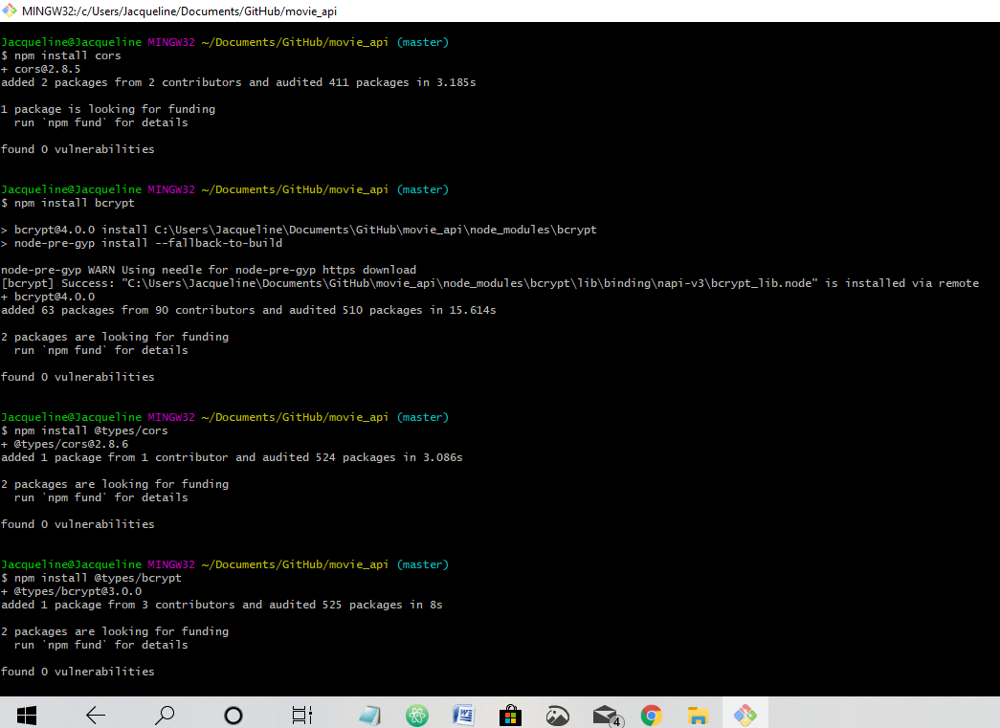 MINGW32:/c/Users/Jacqueline/Documents/GitHub/movie_api
Jacqueline@Jacqueline MINGW32 ~/Documents/GitHub/movie_api (master)
$ npm install cors
+ cors@2.8.5
added 2 packages from 2 contributors and audited 411 packages in 3.185s
1 package is looking for funding
  run `npm fund` for details
found 0 vulnerabilities
Jacqueline@Jacqueline MINGW32 ~/Documents/GitHub/movie_api (master)
$ npm install bcrypt
> bcrypt@4.0.0 install C:\Users\Jacqueline\Documents\GitHub\movie_api\node_modules\bcrypt
> node-pre-gyp install --fallback-to-build
node-pre-gyp WARN Using needle for node-pre-gyp https download
[bcrypt] Success: "C:\Users\Jacqueline\Documents\GitHub\movie_api\node_modules\bcrypt\lib\binding\napi-v3\bcrypt_lib.node" is installed via remote
+ bcrypt@4.0.0
added 63 packages from 90 contributors and audited 510 packages in 15.614s
2 packages are looking for funding
  run `npm fund` for details
found 0 vulnerabilities
Jacqueline@Jacqueline MINGW32 ~/Documents/GitHub/movie_api (master)
$ npm install @types/cors
+ @types/cors@2.8.6
added 1 package from 1 contributor and audited 524 packages in 3.086s
2 packages are looking for funding
  run `npm fund` for details
found 0 vulnerabilities
Jacqueline@Jacqueline MINGW32 ~/Documents/GitHub/movie_api (master)
$ npm install @types/bcrypt
+ @types/bcrypt@3.0.0
added 1 package from 3 contributors and audited 525 packages in 8s
2 packages are looking for funding
  run `npm fund` for details
found 0 vulnerabilities
W
4